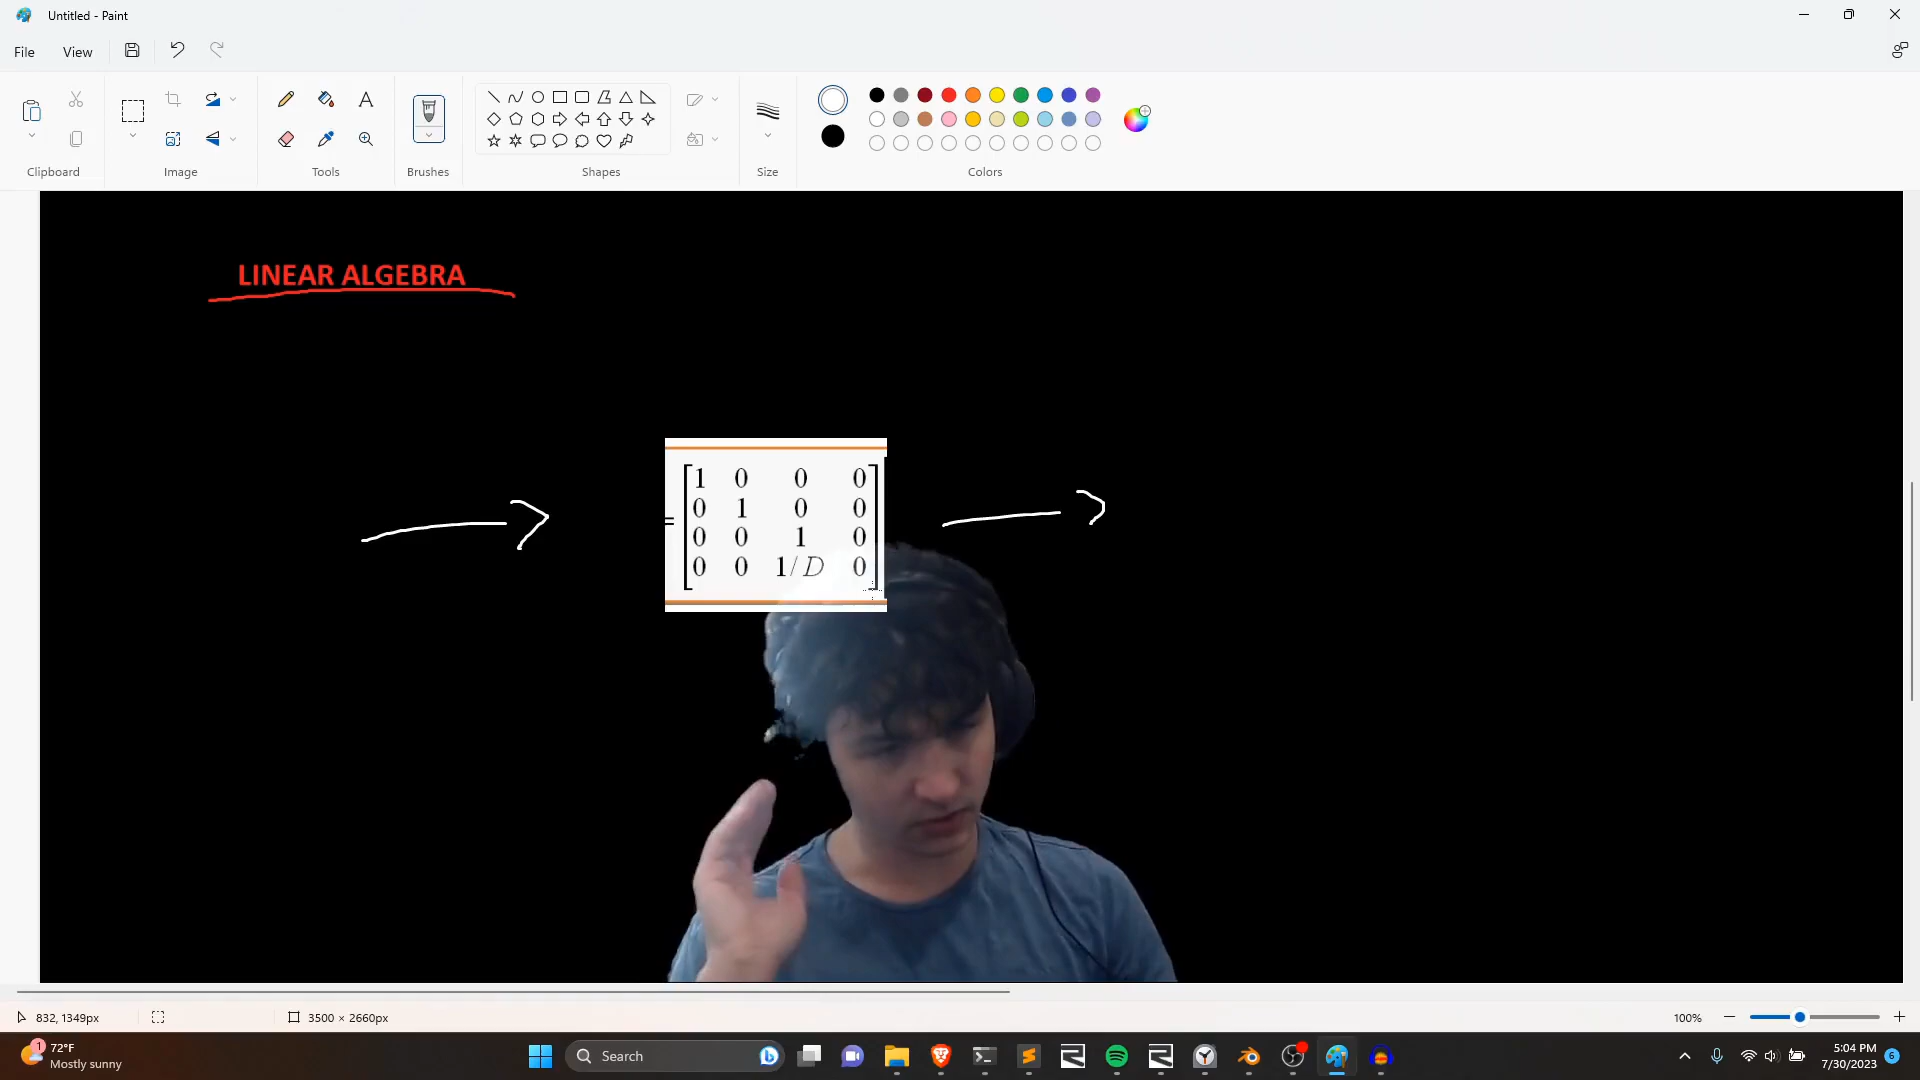 Untitled - Paint
File View
Clipboard
Image
Tools
Brushes
Shapes
Size
Colors
LINEAR ALGEBRA
= [1 0 0 0]
[0 1 0 0]
[0 0 1 0]
[0 0 1/D 0]
832, 1349px
3500 × 2660px
100%
1
72°F
Mostly sunny
Search
5:04 PM
7/30/2023
6